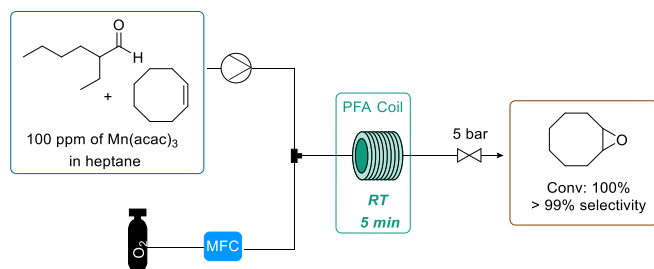 O
H
+
100 ppm of Mn(acac)3
in heptane
O2
MFC
PFA Coil
RT
5 min
5 bar
O
Conv: 100%
> 99% selectivity